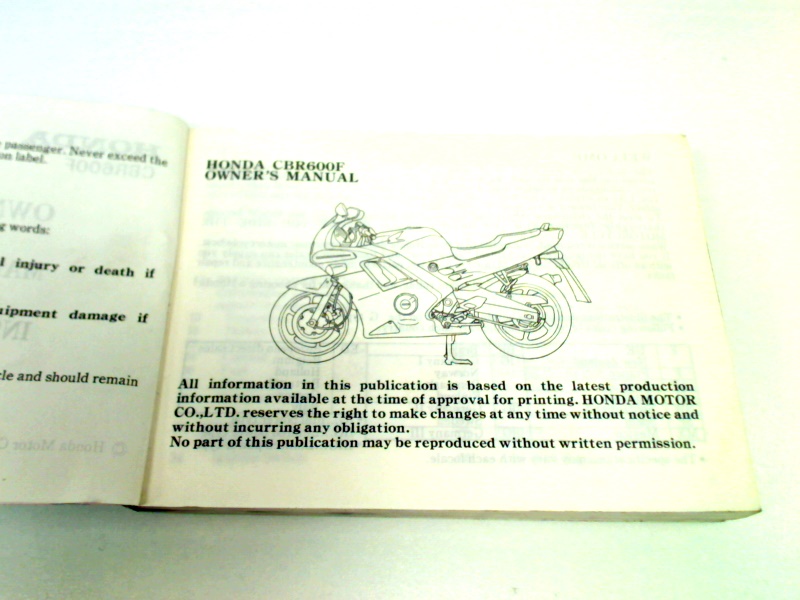 passenger. Never exceed the
on label.
words:
injury or death if
damage if
and should remain
HONDA CBR600F
OWNER'S MANUAL
All information in this publication is based on the latest production
information available at the time of approval for printing. HONDA MOTOR
CO.,LTD. reserves the right to make changes at any time without notice and
without incurring any obligation.
No part of this publication may be reproduced without written permission.